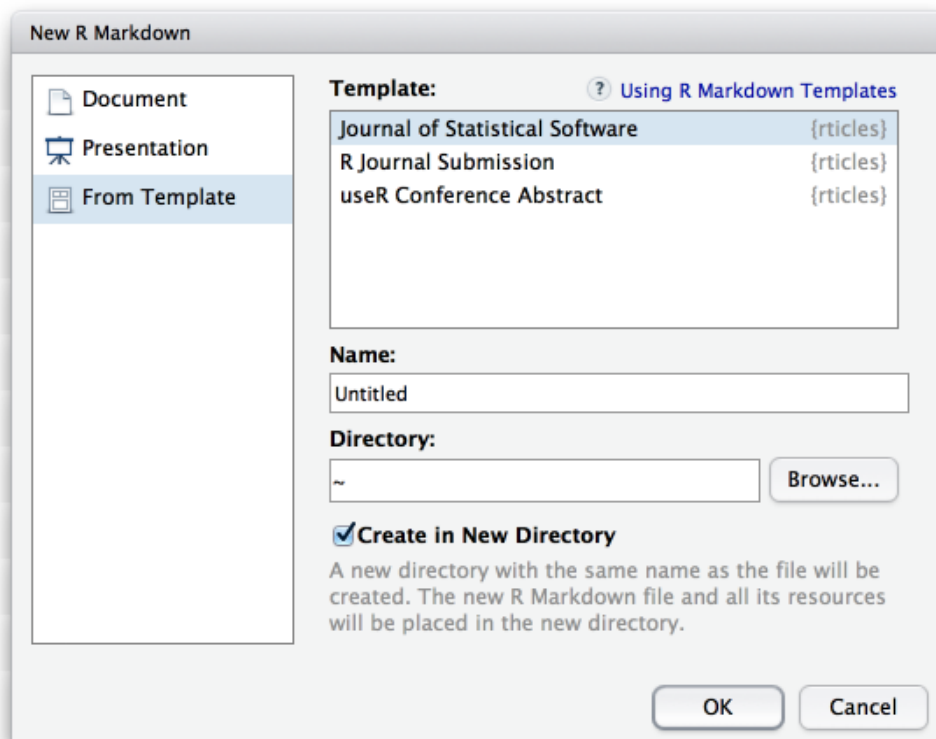 New R Markdown
Document
Presentation
From Template
Template:
? Using R Markdown Templates
Journal of Statistical Software {rticles}
R Journal Submission {rticles}
useR Conference Abstract {rticles}
Name:
Untitled
Directory:
~
Browse...
Create in New Directory
A new directory with the same name as the file will be
created. The new R Markdown file and all its resources
will be placed in the new directory.
OK
Cancel